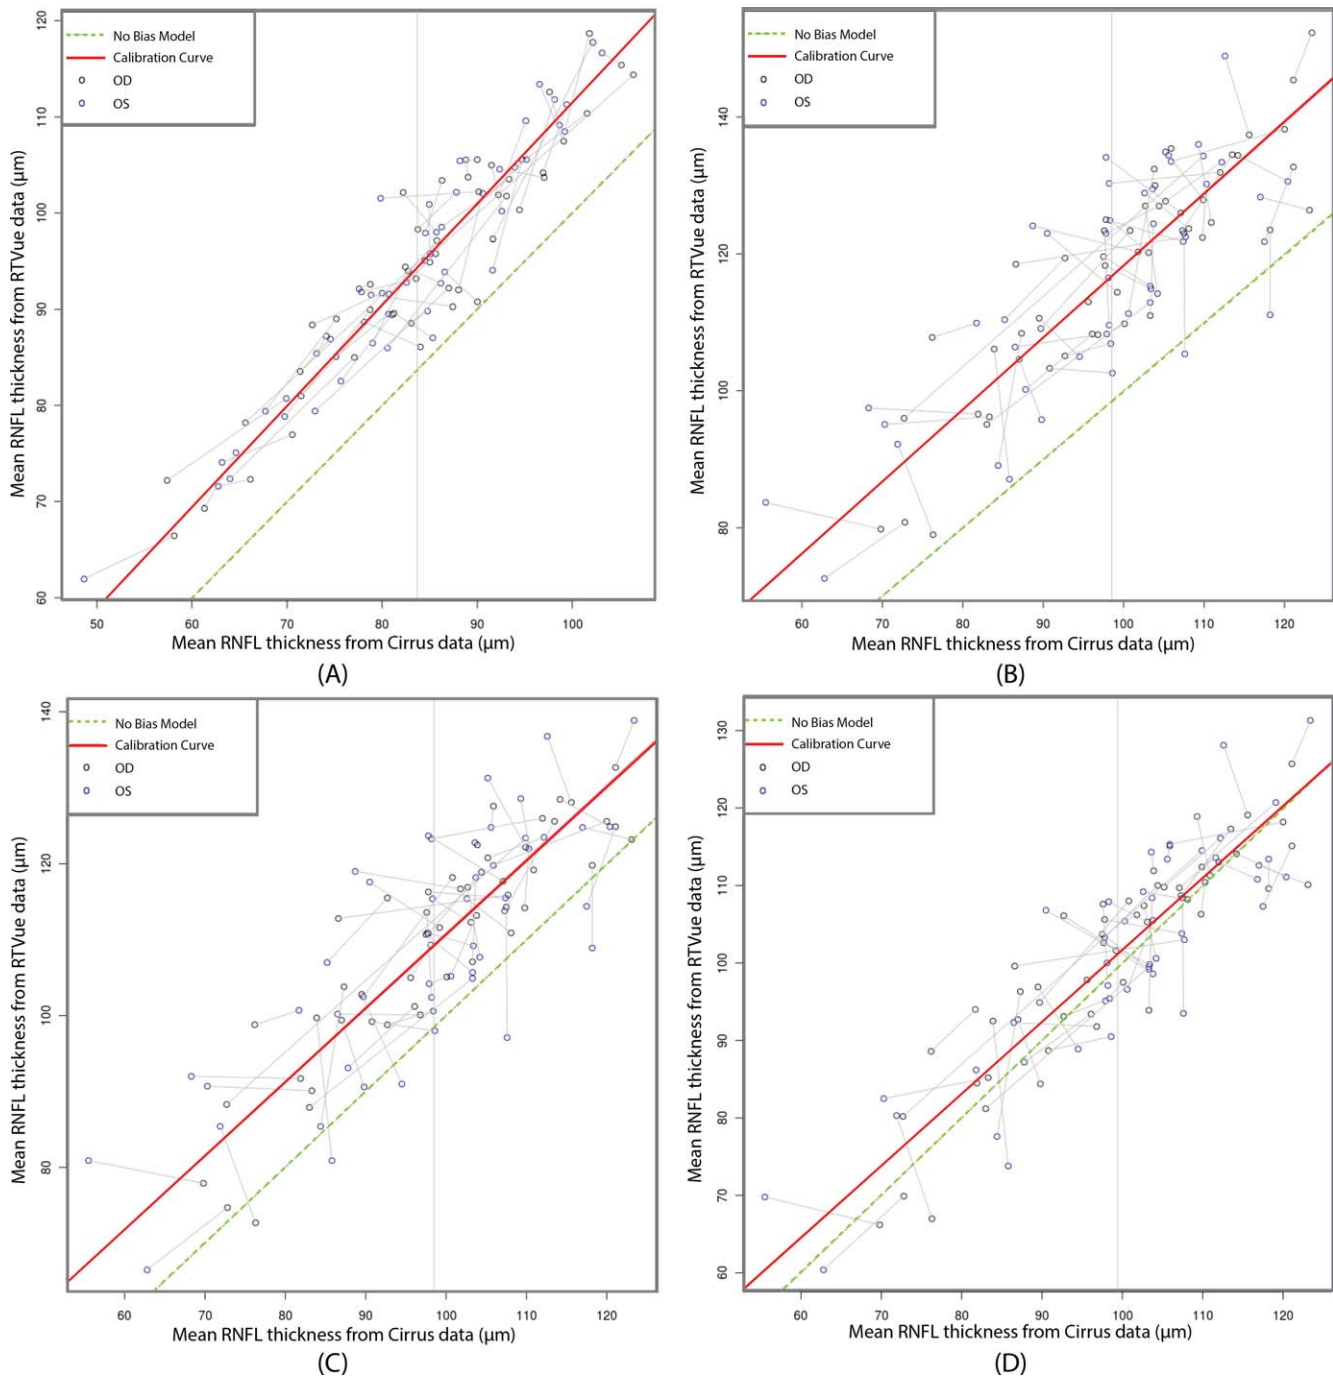 No Bias Model
Calibration Curve
OD
OS
120
110
100
90
80
70
60
Mean RNFL thickness from RTVue data (µm)
50 60 70 80 90 100
Mean RNFL thickness from Cirrus data (µm)
(A)
No Bias Model
Calibration Curve
OD
OS
140
120
100
80
Mean RNFL thickness from RTVue data (µm)
60 70 80 90 100 110 120
Mean RNFL thickness from Cirrus data (µm)
(B)
No Bias Model
Calibration Curve
OD
OS
140
120
100
80
Mean RNFL thickness from RTVue data (µm)
60 70 80 90 100 110 120
Mean RNFL thickness from Cirrus data (µm)
(C)
No Bias Model
Calibration Curve
OD
OS
130
120
110
100
90
80
70
60
Mean RNFL thickness from RTVue data (µm)
60 70 80 90 100 110 120
Mean RNFL thickness from Cirrus data (µm)
(D)